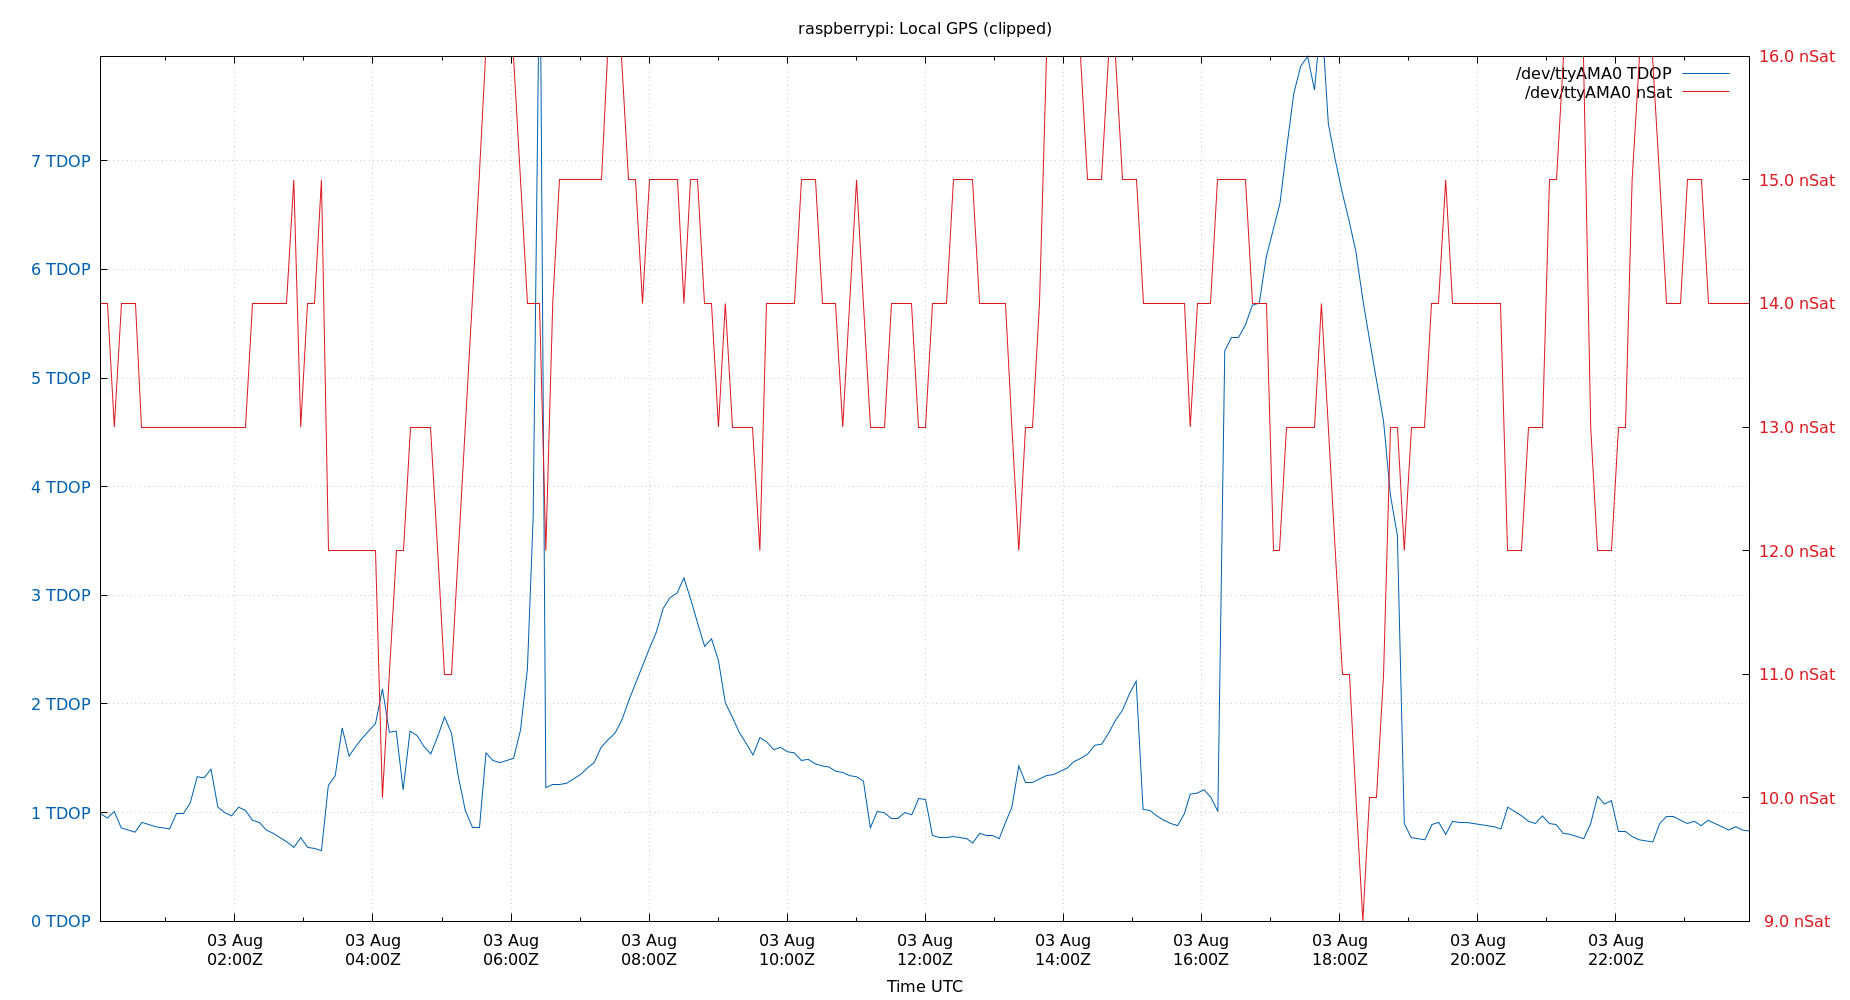 raspberrypi: Local GPS (clipped)
/dev/ttyAMA0 TDOP
/dev/ttyAMA0 nSat
7 TDOP
6 TDOP
5 TDOP
4 TDOP
3 TDOP
2 TDOP
1 TDOP
0 TDOP
16.0 nSat
15.0 nSat
14.0 nSat
13.0 nSat
12.0 nSat
11.0 nSat
10.0 nSat
9.0 nSat
03 Aug 03 Aug 03 Aug 03 Aug 03 Aug 03 Aug 03 Aug 03 Aug 03 Aug 03 Aug 03 Aug
02:00Z 04:00Z 06:00Z 08:00Z 10:00Z 12:00Z 14:00Z 16:00Z 18:00Z 20:00Z 22:00Z
Time UTC